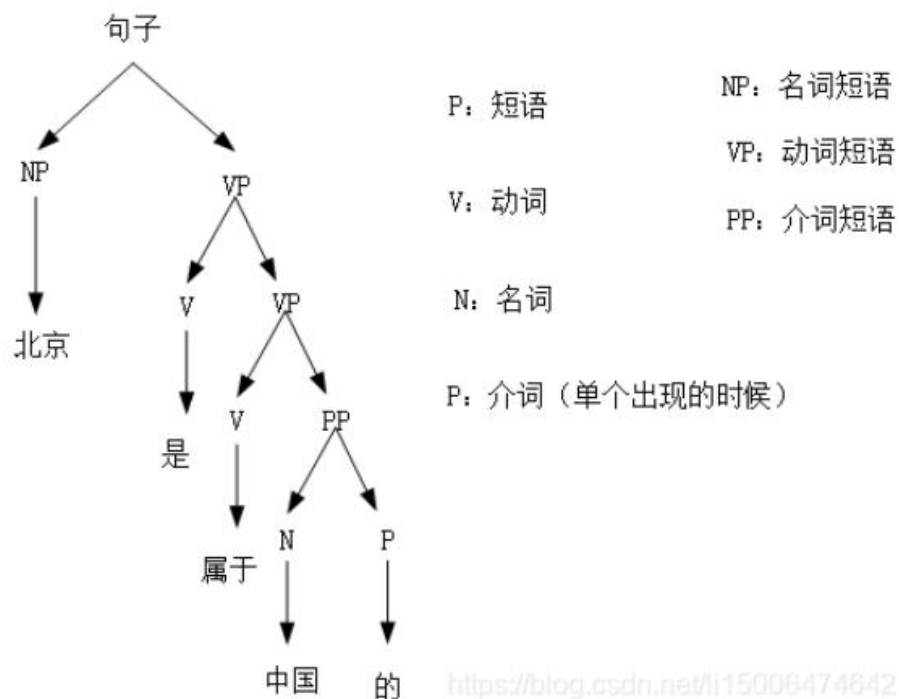 句子
P: 短语
NP: 名词短语
NP
VP
V: 动词
VP: 动词短语
PP: 介词短语
V
VP
N: 名词
北京
V
PP
P: 介词（单个出现的时候）
是
N
P
属于
中国
的
https://blog.csdn.net/li15006474642